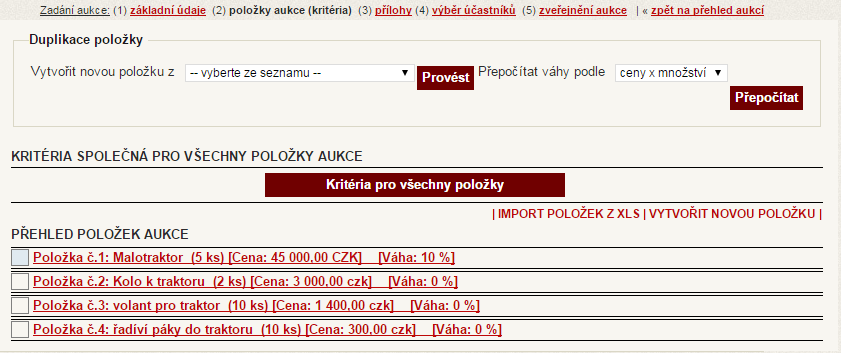 Zadání aukce: (1) základní údaje (2) položky aukce (kritéria) (3) přílohy (4) výběr účastníků (5) zveřejnění aukce | « zpět na přehled aukcí
Duplikace položky
Vytvořit novou položku z -- vyberte ze seznamu -- Provést Přepočítat váhy podle ceny x množství
Přepočítat
KRITÉRIA SPOLEČNÁ PRO VŠECHNY POLOŽKY AUKCE
Kritéria pro všechny položky
| IMPORT POLOŽEK Z XLS | VYTVOŘIT NOVOU POLOŽKU |
PŘEHLED POLOŽEK AUKCE
Položka č.1: Malotraktor (5 ks) [Cena: 45 000,00 CZK] [Váha: 10 %]
Položka č.2: Kolo k traktoru (2 ks) [Cena: 3 000,00 czk] [Váha: 0 %]
Položka č.3: volant pro traktor (10 ks) [Cena: 1 400,00 czk] [Váha: 0 %]
Položka č.4: řadíví páky do traktoru (10 ks) [Cena: 300,00 czk] [Váha: 0 %]